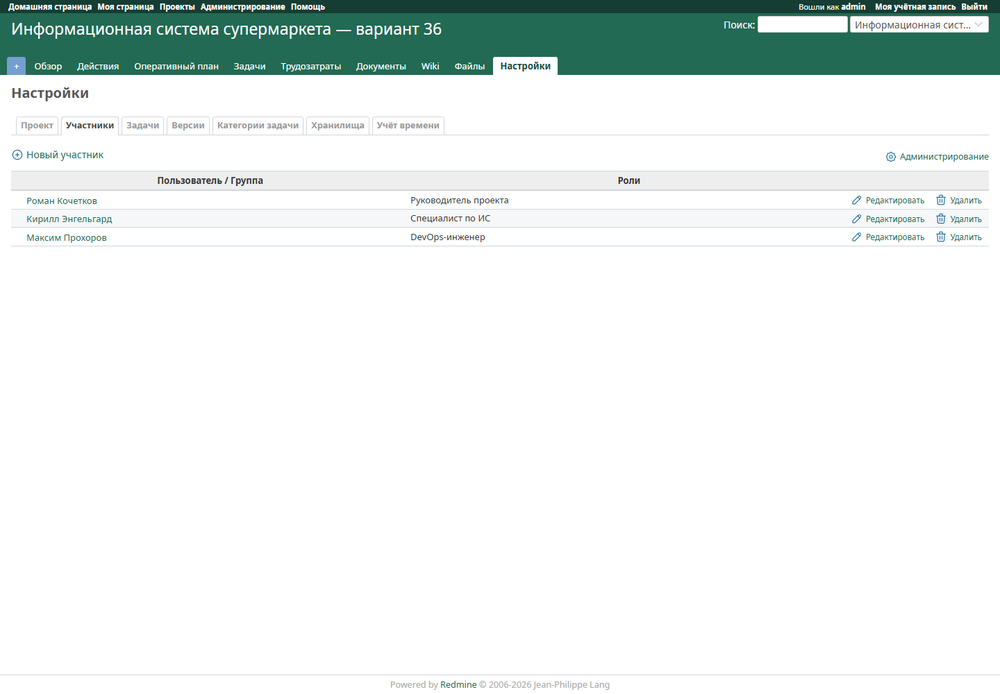 Домашняя страница Моя страница Проекты Администрирование Помощь Вошли как admin Моя учётная запись Выйти
Информационная система супермаркета — вариант 36 Поиск: Информационная сист...
+ Обзор Действия Оперативный план Задачи Трудозатраты Документы Wiki Файлы Настройки
Настройки
Проект Участники Задачи Версии Категории задачи Хранилища Учёт времени
Новый участник Администрирование
Пользователь / Группа Роли
Роман Кочетков Руководитель проекта Редактировать Удалить
Кирилл Энгельгард Специалист по ИС Редактировать Удалить
Максим Прохоров DevOps-инженер Редактировать Удалить
Powered by Redmine © 2006-2026 Jean-Philippe Lang